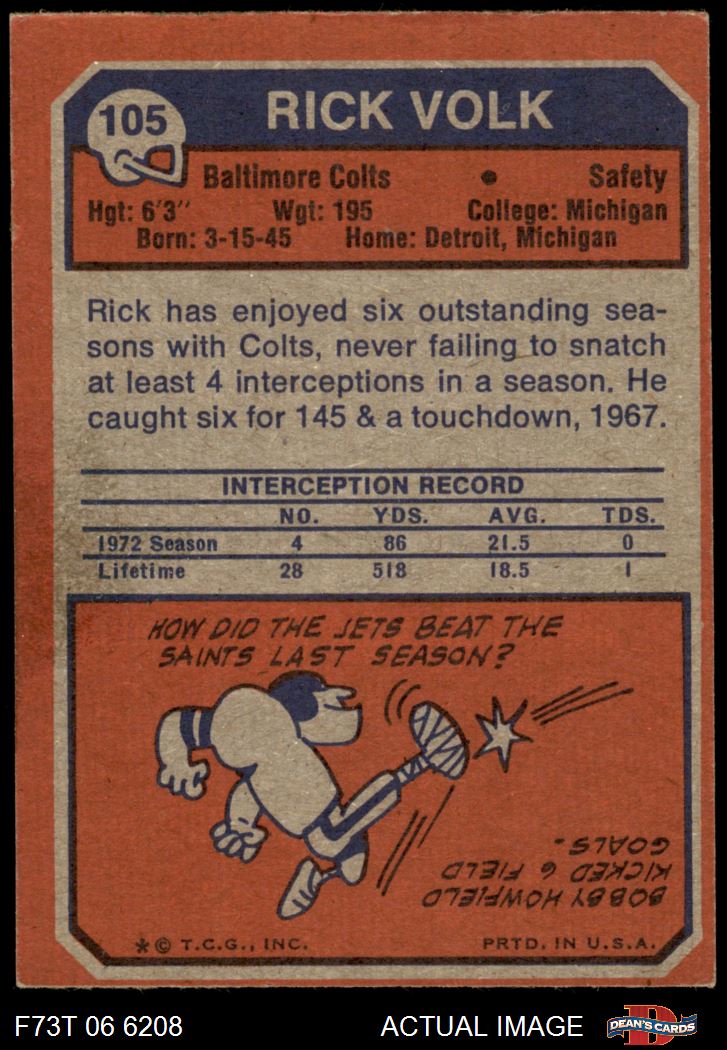 105
RICK VOLK
Baltimore Colts • Safety
Hgt: 6'3" Wgt: 195 College: Michigan
Born: 3-15-45 Home: Detroit, Michigan
Rick has enjoyed six outstanding sea-
sons with Colts, never failing to snatch
at least 4 interceptions in a season. He
caught six for 145 & a touchdown, 1967.
INTERCEPTION RECORD
NO. YDS. AVG. TDS.
1972 Season 4 86 21.5 0
Lifetime 28 518 18.5 1
HOW DID THE JETS BEAT THE
SAINTS LAST SEASON?
BOBBY HOWFIELD
KICKED 6 FIELD
GOALS.
* © T.C.G., INC. PRTD. IN U.S.A.
F73T 06 6208 ACTUAL IMAGE
D
DEAN'S CARDS